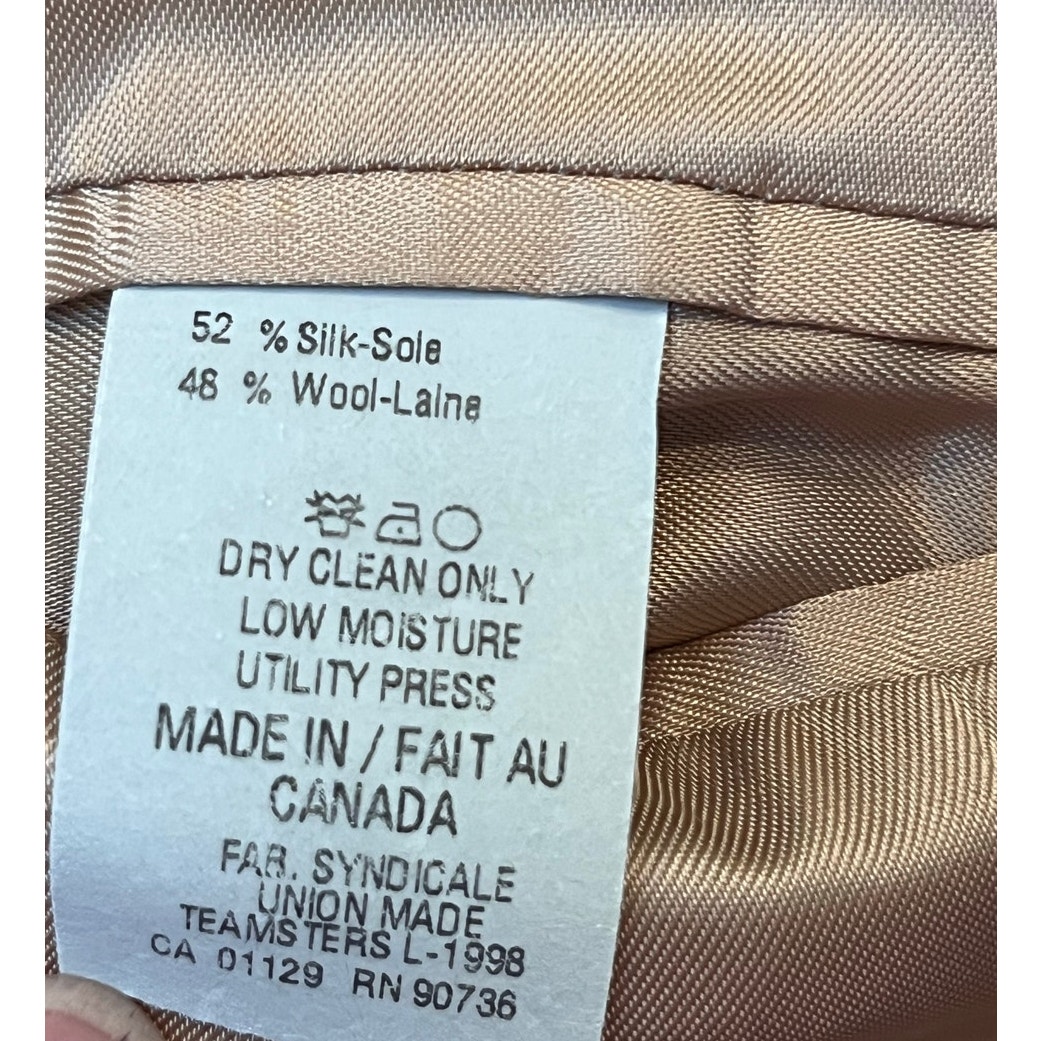 52 % Silk-Soie
48 % Wool-Laine
DRY CLEAN ONLY
LOW MOISTURE
UTILITY PRESS
MADE IN / FAIT AU
CANADA
FAB. SYNDICALE
UNION MADE
TEAMSTERS L-1998
CA 01129 RN 90736